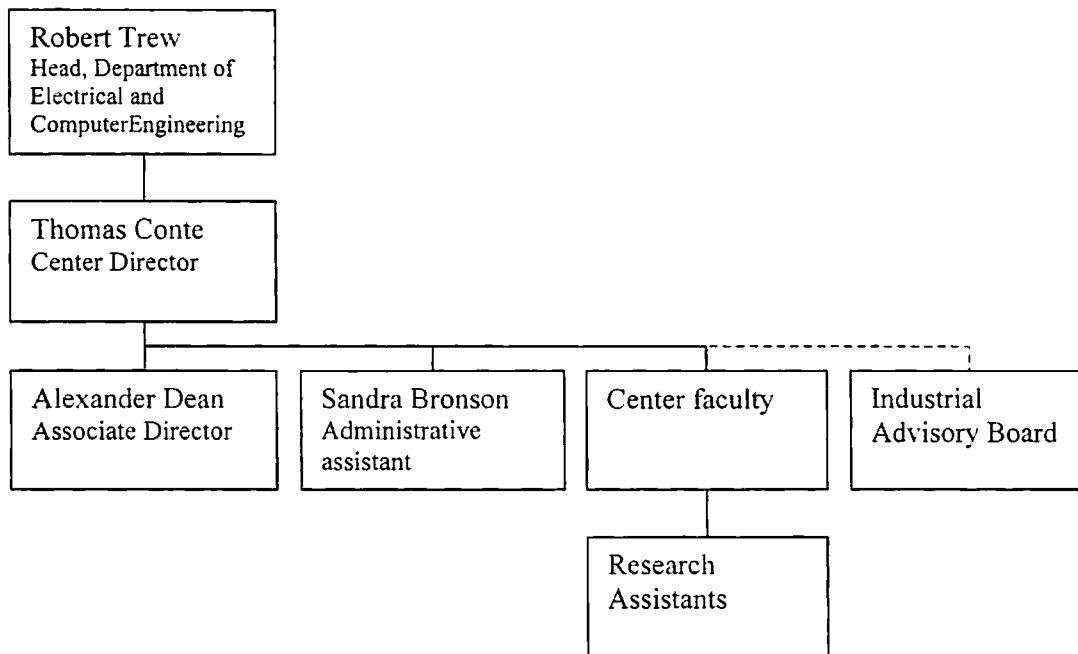 Robert Trew
Head, Department of
Electrical and
ComputerEngineering
Thomas Conte
Center Director
Alexander Dean
Associate Director
Sandra Bronson
Administrative
assistant
Center faculty
Industrial
Advisory Board
Research
Assistants